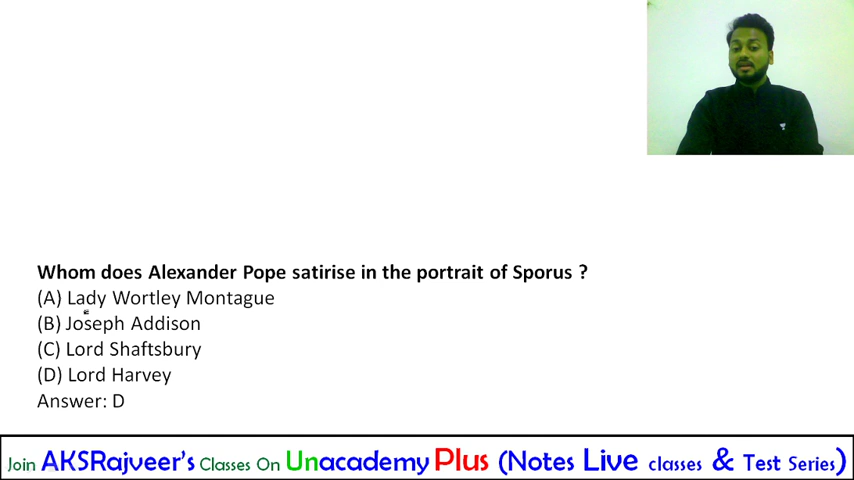 Whom does Alexander Pope satirise in the portrait of Sporus ?
(A) Lady Wortley Montague
(B) Joseph Addison
(C) Lord Shaftsbury
(D) Lord Harvey
Answer: D
Join AKSRajveer's Classes On Unacademy Plus (Notes Live classes & Test Series)